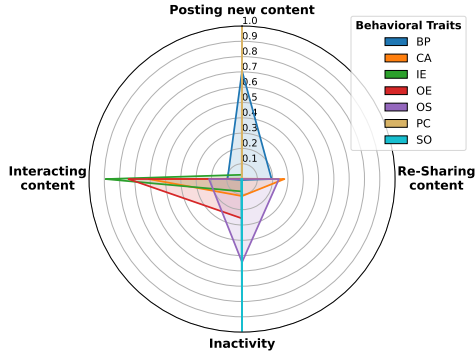 Posting new content
1.0
0.9
0.8
0.7
0.6
0.5
0.4
0.3
0.2
0.1
Behavioral Traits
BP
CA
IE
OE
OS
PC
SO
Interacting
content
Re-Sharing
content
Inactivity